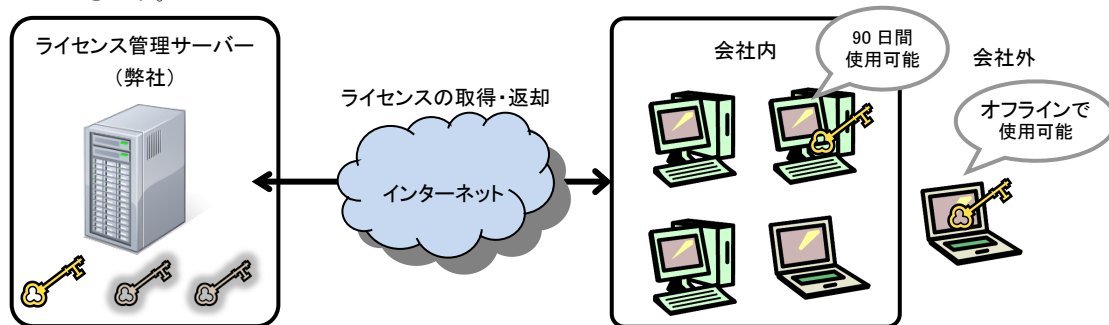 ライセンス管理サーバー
（弊社）
ライセンスの取得・返却
インターネット
会社内
90 日間
使用可能
会社外
オフラインで
使用可能